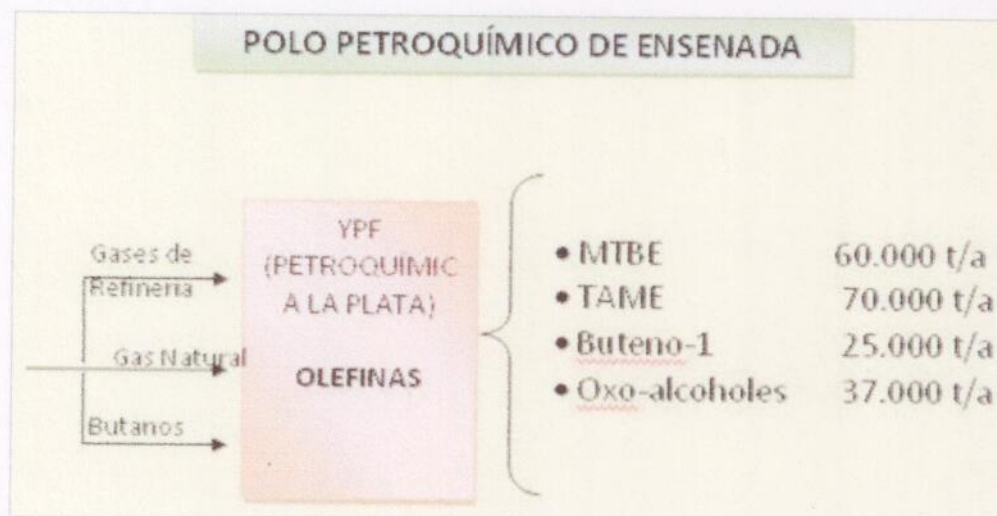 POLO PETROQUÍMICO DE ENSENADA
Gases de
Refineria
Gas Natural
Butanos
YPF
(PETROQUIMIC
A LA PLATA)
OLEFINAS
• MTBE 60.000 t/a
• TAME 70.000 t/a
• Buteno-1 25.000 t/a
• Oxo-alcoholes 37.000 t/a